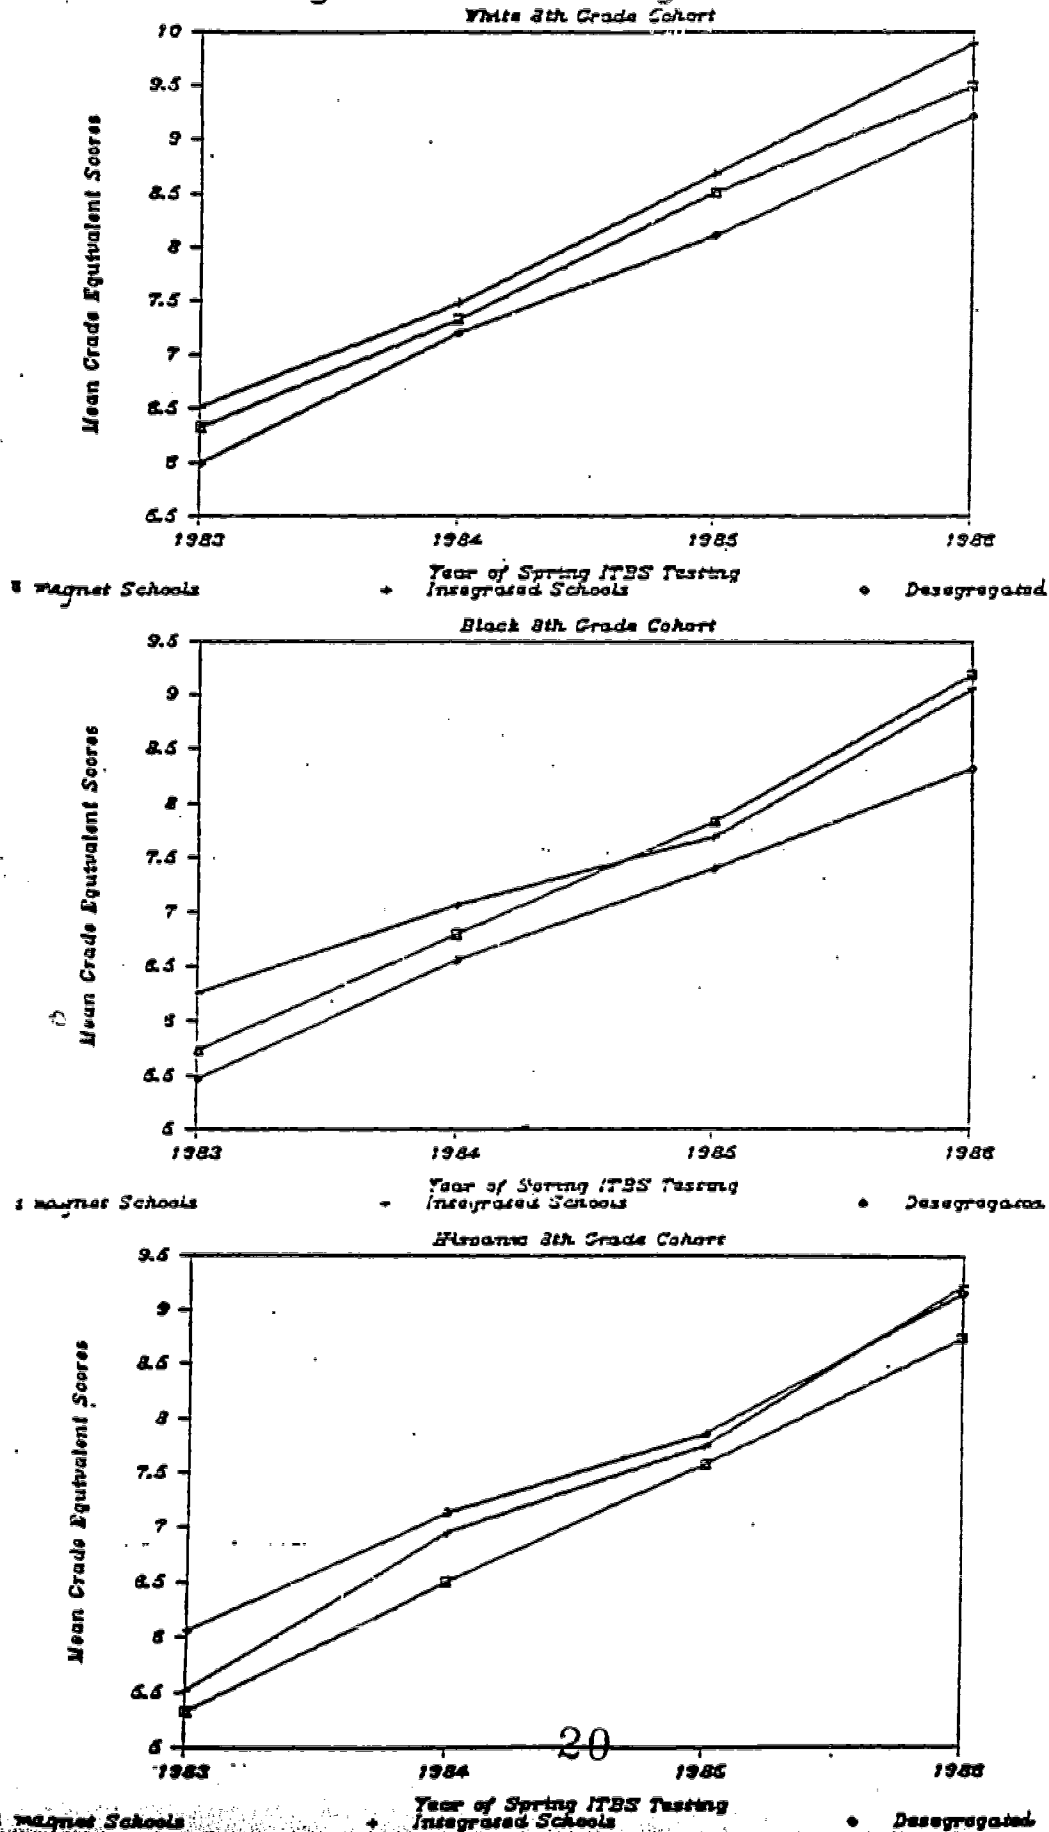 White 8th Grade Cohort
10
9.5
9
8.5
8
7.5
7
6.5
6
5.5
Mean Grade Equivalent Scores
1983 1984 1985 1986
Year of Spring ITBS Testing
Magnet Schools + Integrated Schools ◇ Desegregated
Black 8th Grade Cohort
9.5
9
8.5
8
7.5
7
6.5
6
5.5
5
Mean Grade Equivalent Scores
1983 1984 1985 1986
Year of Spring ITBS Testing
Magnet Schools + Integrated Schools ◇ Desegregated
Hispanic 8th Grade Cohort
9.5
9
8.5
8
7.5
7
6.5
6
5.5
5
Mean Grade Equivalent Scores
20
1983 1984 1985 1986
Year of Spring ITBS Testing
Magnet Schools + Integrated Schools ◇ Desegregated